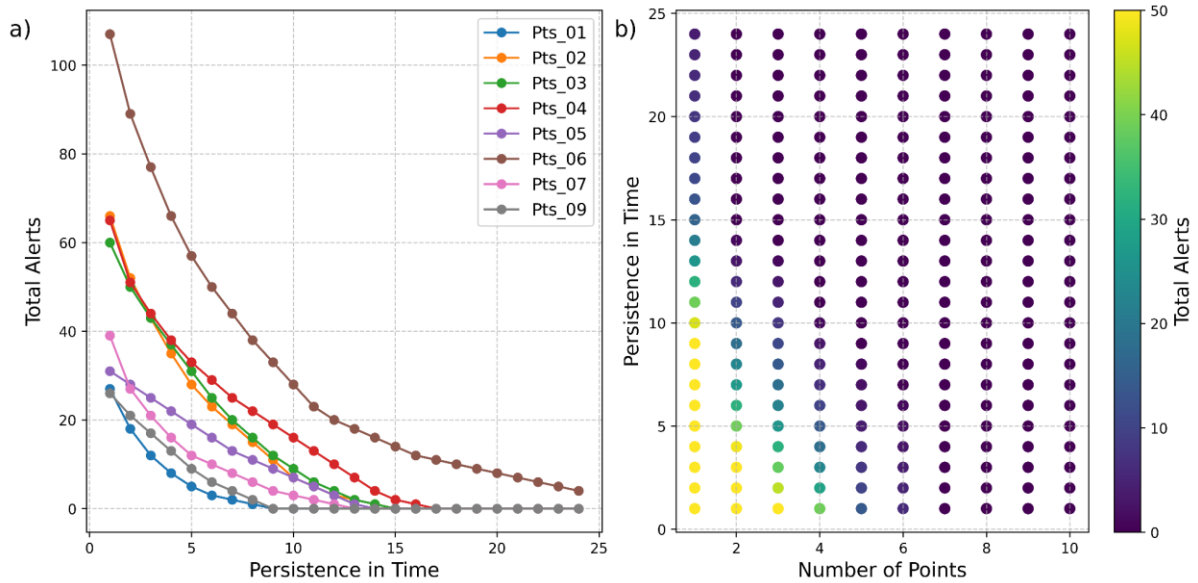 a)
Total Alerts
100
80
60
40
20
0
0
5
10
15
20
25
Persistence in Time
Pts_01
Pts_02
Pts_03
Pts_04
Pts_05
Pts_06
Pts_07
Pts_09
b)
Persistence in Time
25
20
15
10
5
0
2
4
6
8
10
Number of Points
50
40
30
20
10
0
Total Alerts